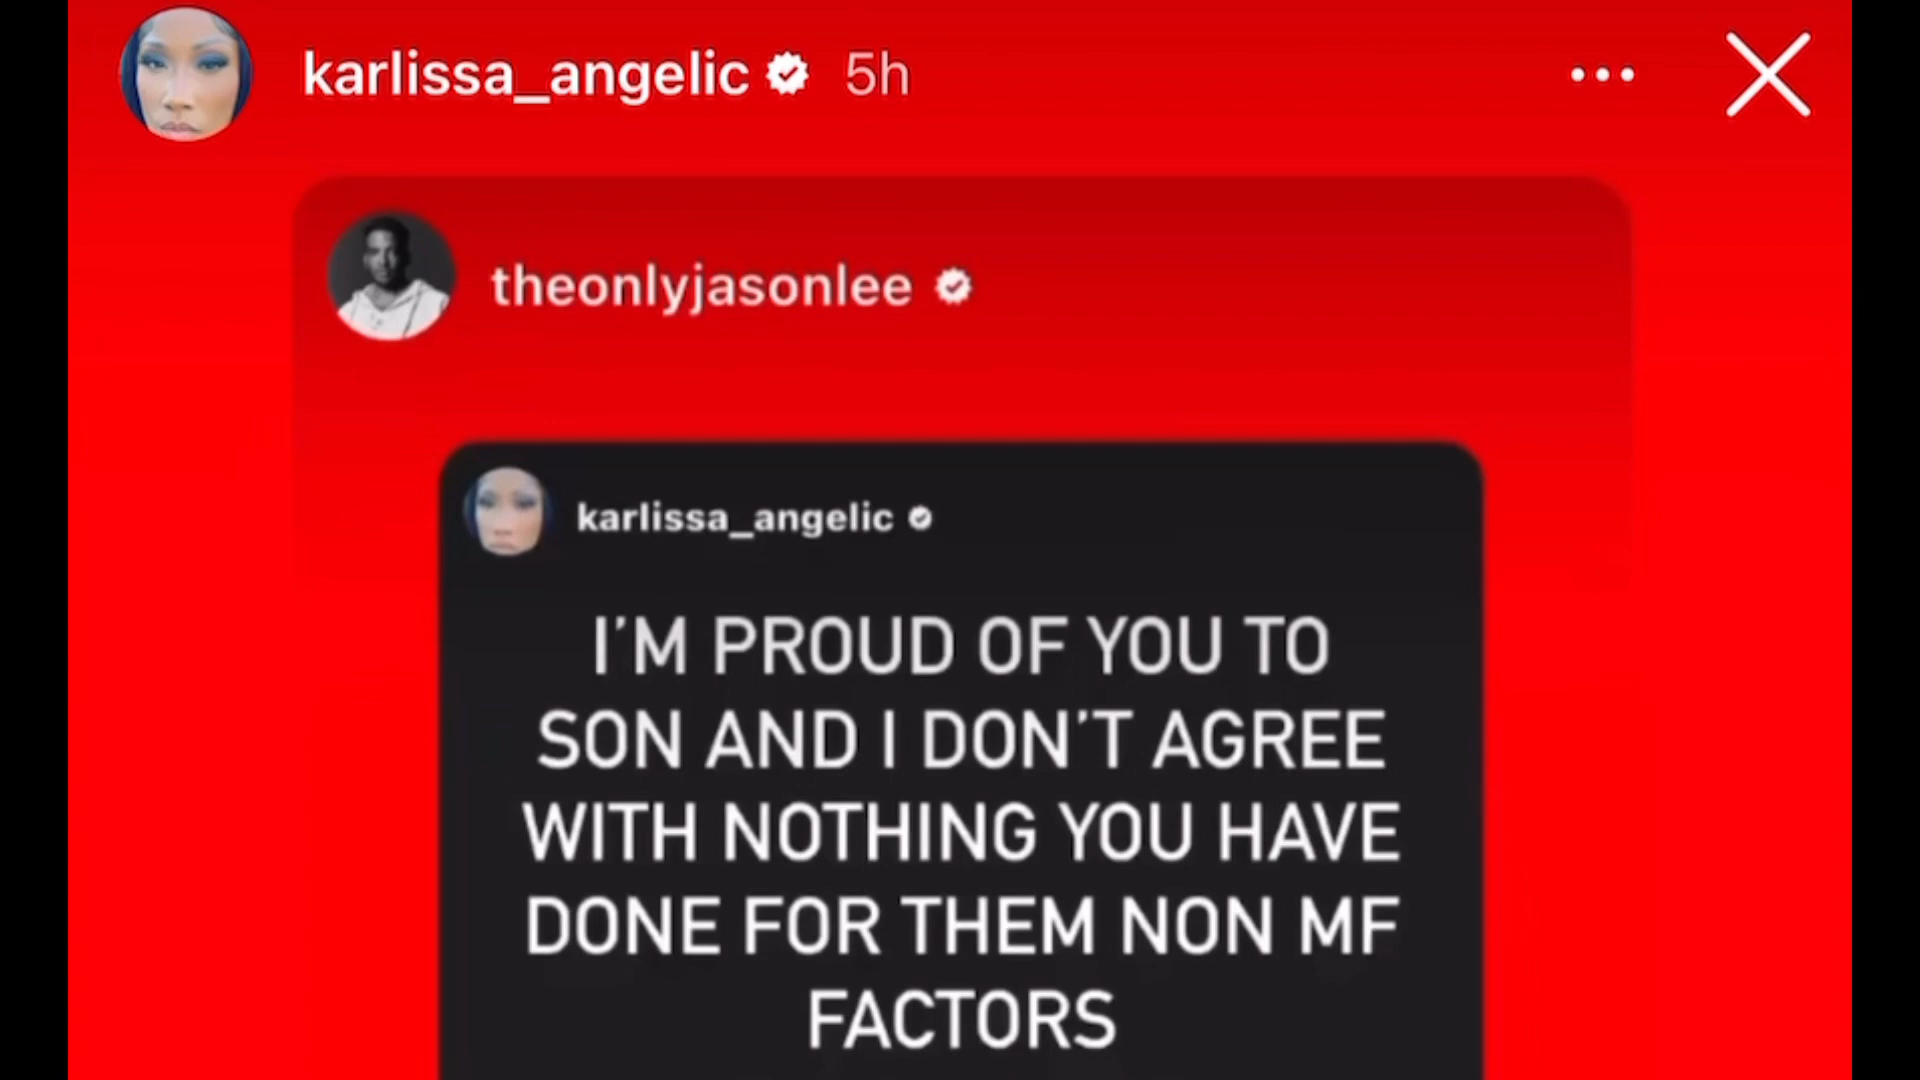 karlissa_angelic 5h
theonlyjasonlee
karlissa_angelic
I'M PROUD OF YOU TO
SON AND I DON'T AGREE
WITH NOTHING YOU HAVE
DONE FOR THEM NON MF
FACTORS